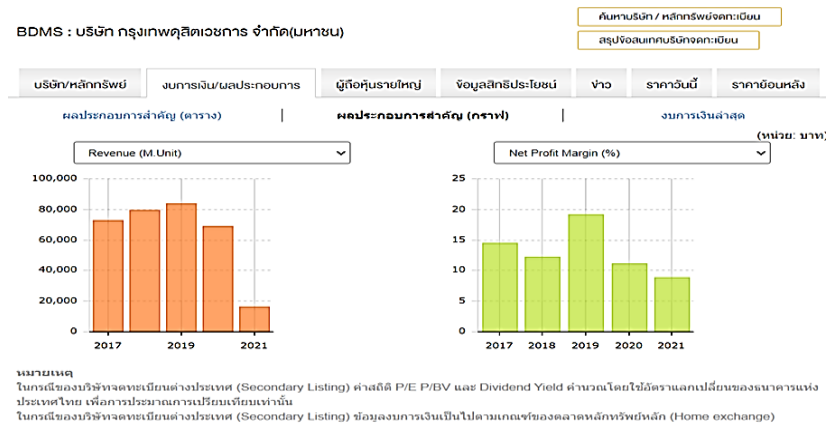 BDMS : บริษัท กรุงเทพดุสิตเวชการ จำกัด(มหาชน)
ค้นหาบริษัท / หลักทรัพย์จดทะเบียน
สรุปข้อสนเทศบริษัทจดทะเบียน
บริษัท/หลักทรัพย์ งบการเงิน/ผลประกอบการ ผู้ถือหุ้นรายใหญ่ ข้อมูลสิทธิประโยชน์ ข่าว ราคาวันนี้ ราคาย้อนหลัง
ผลประกอบการสำคัญ (ตาราง) | ผลประกอบการสำคัญ (กราฟ) | งบการเงินล่าสุด
(หน่วย: บาท)
Revenue (M.Unit) Net Profit Margin (%)
100,000 25
80,000 20
60,000 15
40,000 10
20,000 5
0 0
2017 2019 2021 2017 2018 2019 2020 2021
หมายเหตุ
ในกรณีของบริษัทจดทะเบียนต่างประเทศ (Secondary Listing) ค่าสถิติ P/E P/BV และ Dividend Yield คำนวณโดยใช้อัตราแลกเปลี่ยนของธนาคารแห่ง
ประเทศไทย เพื่อการประมาณการเปรียบเทียบเท่านั้น
ในกรณีของบริษัทจดทะเบียนต่างประเทศ (Secondary Listing) ข้อมูลงบการเงินเป็นไปตามเกณฑ์ของตลาดหลักทรัพย์หลัก (Home exchange)